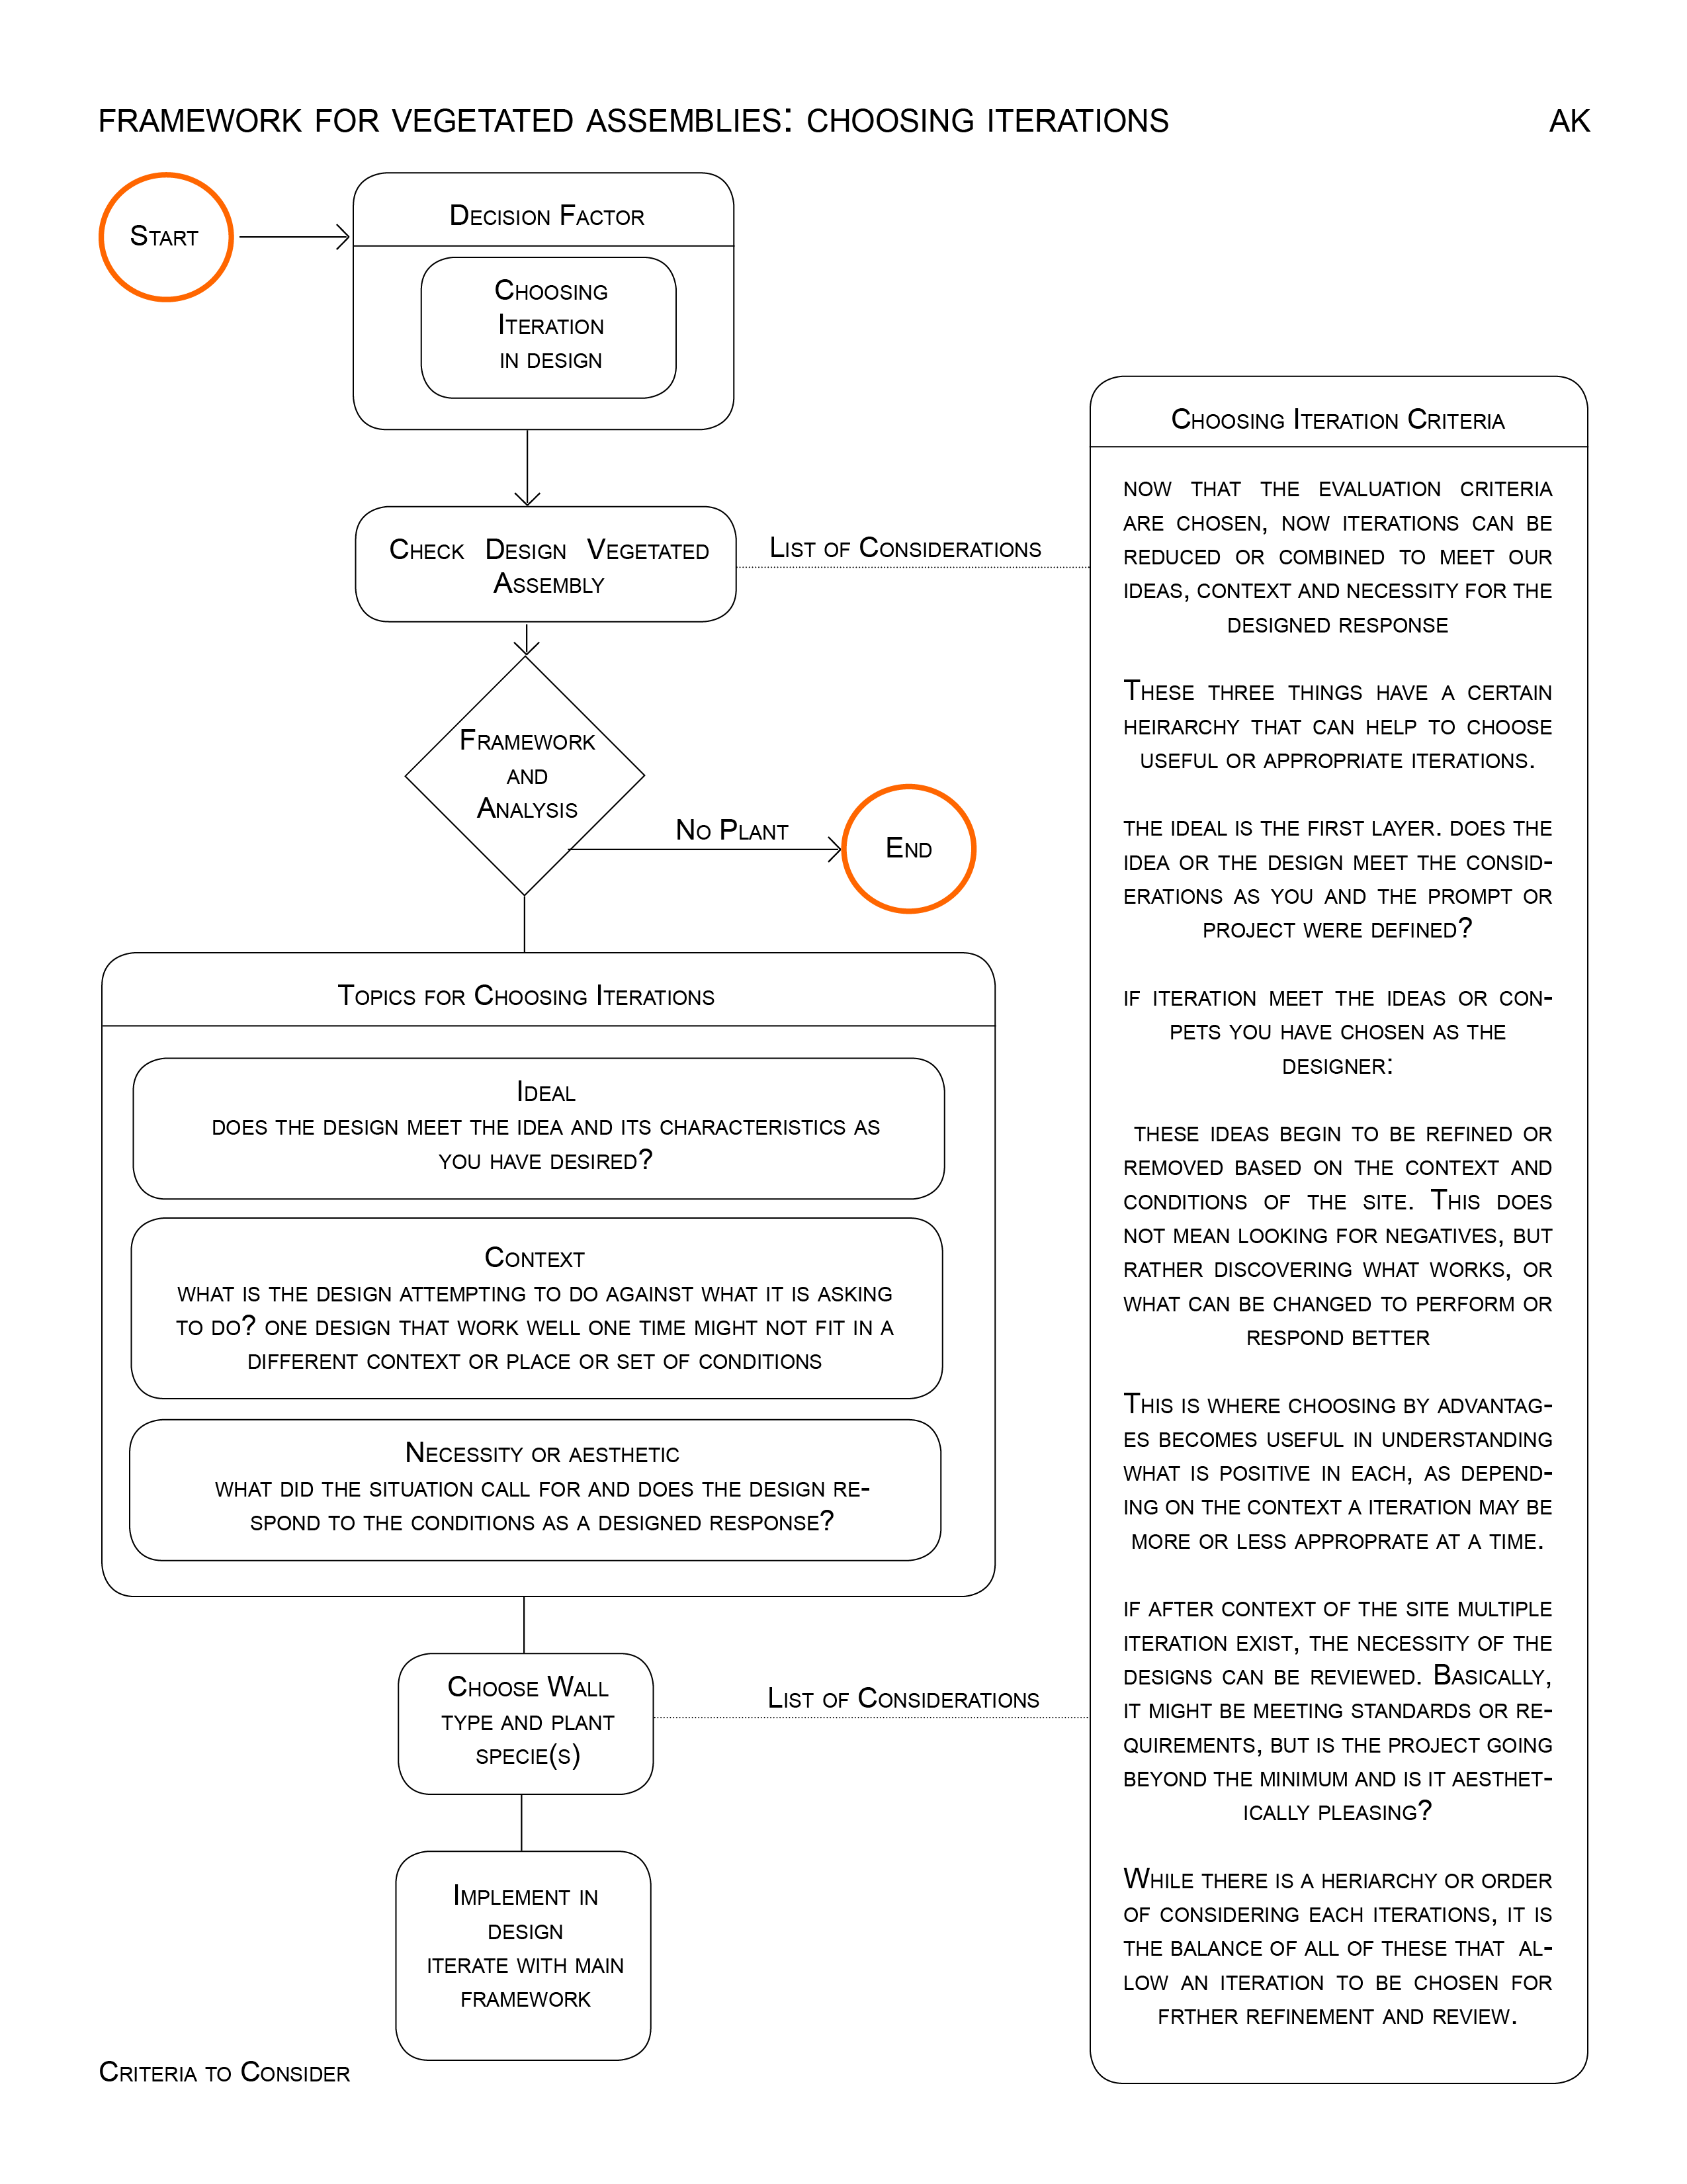 FRAMEWORK FOR VEGETATED ASSEMBLIES: CHOOSING ITERATIONS
AK
START
DECISION FACTOR
CHOOSING
ITERATION
IN DESIGN
CHECK DESIGN VEGETATED
ASSEMBLY
LIST OF CONSIDERATIONS
FRAMEWORK
AND
ANALYSIS
NO PLANT
END
TOPICS FOR CHOOSING ITERATIONS
IDEAL
DOES THE DESIGN MEET THE IDEA AND ITS CHARACTERISTICS AS
YOU HAVE DESIRED?
CONTEXT
WHAT IS THE DESIGN ATTEMPTING TO DO AGAINST WHAT IT IS ASKING
TO DO? ONE DESIGN THAT WORK WELL ONE TIME MIGHT NOT FIT IN A
DIFFERENT CONTEXT OR PLACE OR SET OF CONDITIONS
NECESSITY OR AESTHETIC
WHAT DID THE SITUATION CALL FOR AND DOES THE DESIGN RE-
SPOND TO THE CONDITIONS AS A DESIGNED RESPONSE?
CHOOSE WALL
TYPE AND PLANT
SPECIE(S)
LIST OF CONSIDERATIONS
IMPLEMENT IN
DESIGN
ITERATE WITH MAIN
FRAMEWORK
CHOOSING ITERATION CRITERIA
NOW THAT THE EVALUATION CRITERIA
ARE CHOSEN, NOW ITERATIONS CAN BE
REDUCED OR COMBINED TO MEET OUR
IDEAS, CONTEXT AND NECESSITY FOR THE
DESIGNED RESPONSE
THESE THREE THINGS HAVE A CERTAIN
HEIRARCHY THAT CAN HELP TO CHOOSE
USEFUL OR APPROPRIATE ITERATIONS.
THE IDEAL IS THE FIRST LAYER. DOES THE
IDEA OR THE DESIGN MEET THE CONSID-
ERATIONS AS YOU AND THE PROMPT OR
PROJECT WERE DEFINED?
IF ITERATION MEET THE IDEAS OR CON-
PETS YOU HAVE CHOSEN AS THE
DESIGNER:
THESE IDEAS BEGIN TO BE REFINED OR
REMOVED BASED ON THE CONTEXT AND
CONDITIONS OF THE SITE. THIS DOES
NOT MEAN LOOKING FOR NEGATIVES, BUT
RATHER DISCOVERING WHAT WORKS, OR
WHAT CAN BE CHANGED TO PERFORM OR
RESPOND BETTER
THIS IS WHERE CHOOSING BY ADVANTAG-
ES BECOMES USEFUL IN UNDERSTANDING
WHAT IS POSITIVE IN EACH, AS DEPEND-
ING ON THE CONTEXT A ITERATION MAY BE
MORE OR LESS APPROPRATE AT A TIME.
IF AFTER CONTEXT OF THE SITE MULTIPLE
ITERATION EXIST, THE NECESSITY OF THE
DESIGNS CAN BE REVIEWED. BASICALLY,
IT MIGHT BE MEETING STANDARDS OR RE-
QUIREMENTS, BUT IS THE PROJECT GOING
BEYOND THE MINIMUM AND IS IT AESTHET-
ICALLY PLEASING?
WHILE THERE IS A HERIARCHY OR ORDER
OF CONSIDERING EACH ITERATIONS, IT IS
THE BALANCE OF ALL OF THESE THAT AL-
LOW AN ITERATION TO BE CHOSEN FOR
FRTHER REFINEMENT AND REVIEW.
CRITERIA TO CONSIDER